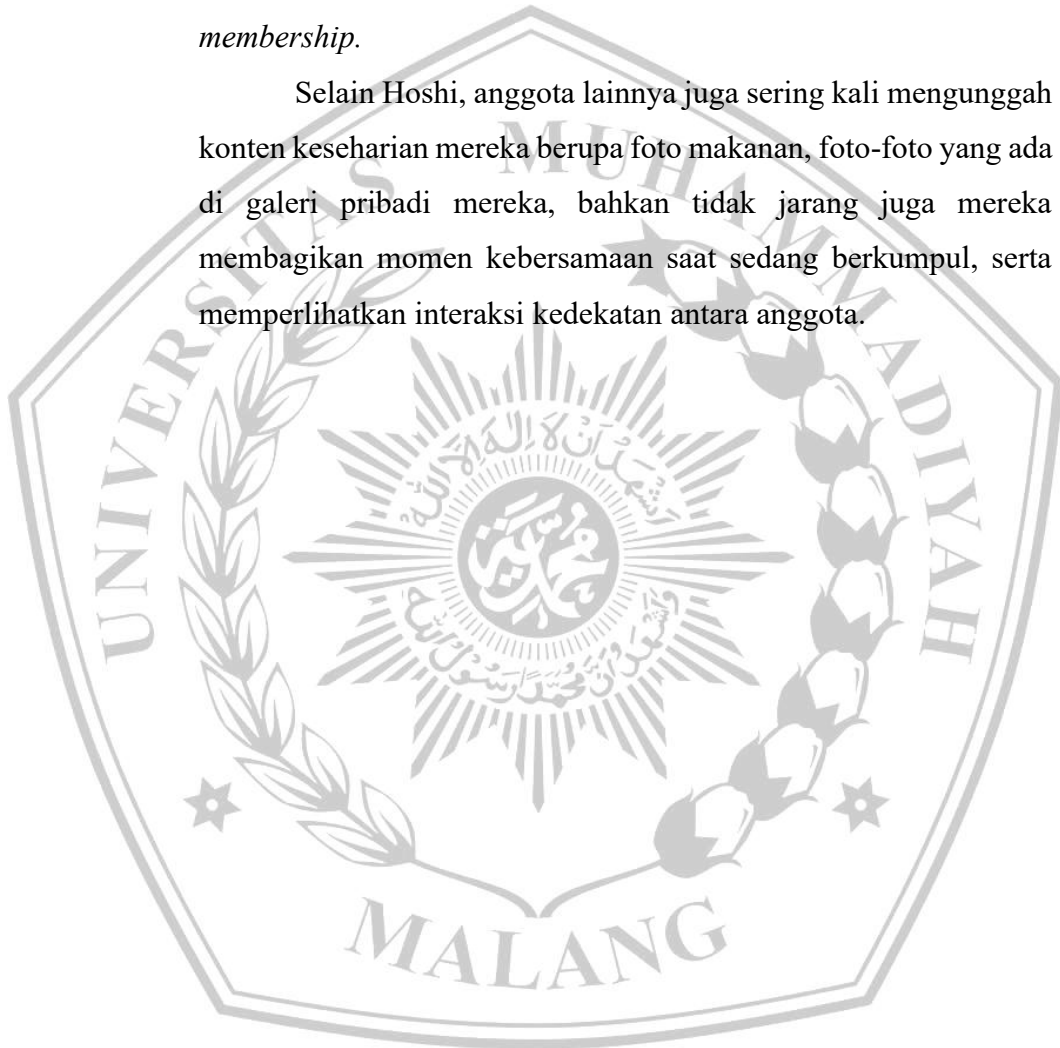 membership.
Selain Hoshi, anggota lainnya juga sering kali mengunggah
konten keseharian mereka berupa foto makanan, foto-foto yang ada
di galeri pribadi mereka, bahkan tidak jarang juga mereka
membagikan momen kebersamaan saat sedang berkumpul, serta
memperlihatkan interaksi kedekatan antara anggota.
UNIVERSITAS MUHAMMADIYAH
MALANG